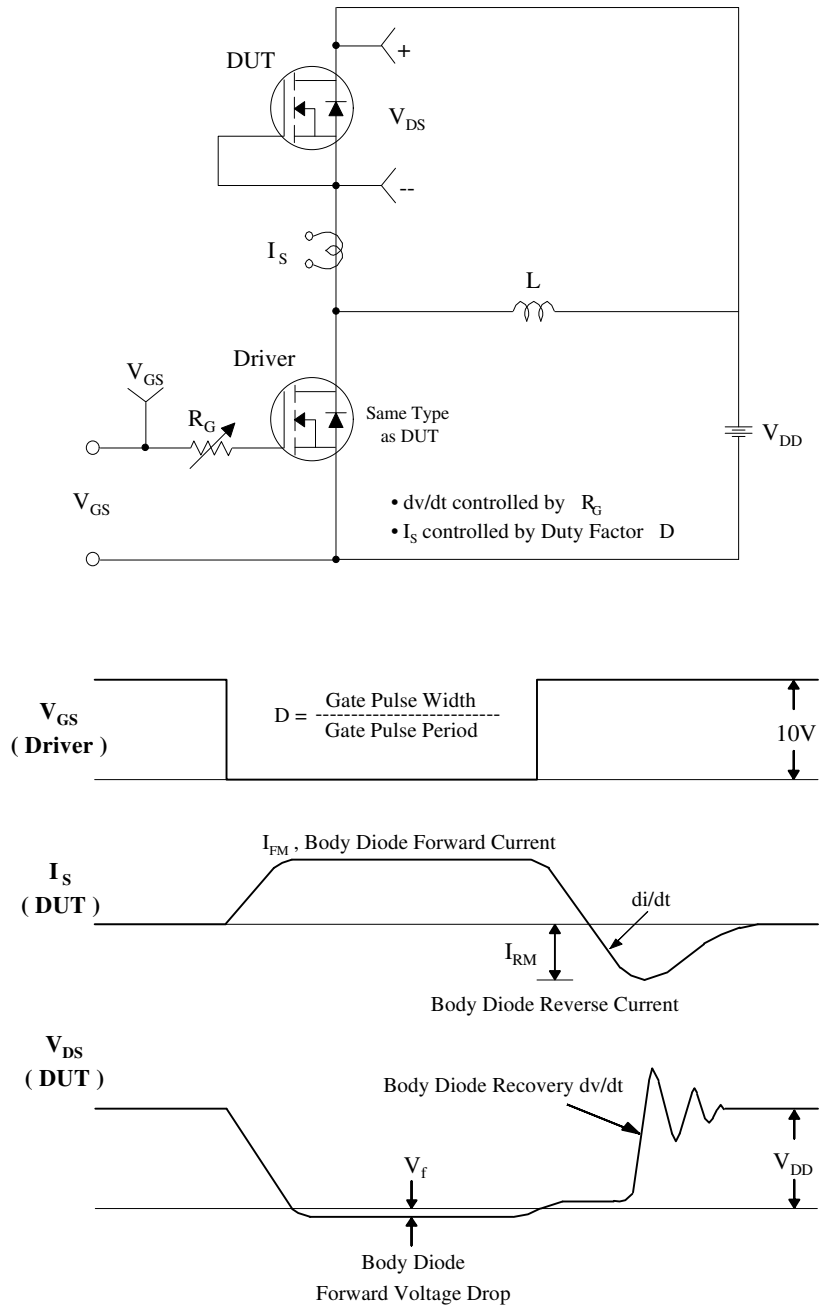 DUT
+
V_DS
--
I_S
L
Driver
V_GS
R_G
Same Type
as DUT
V_DD
V_GS
• dv/dt controlled by R_G
• I_S controlled by Duty Factor D
V_GS
( Driver )
D = Gate Pulse Width
--------------------------
Gate Pulse Period
10V
I_FM , Body Diode Forward Current
I_S
( DUT )
di/dt
I_RM
Body Diode Reverse Current
V_DS
( DUT )
Body Diode Recovery dv/dt
V_f
V_DD
Body Diode
Forward Voltage Drop